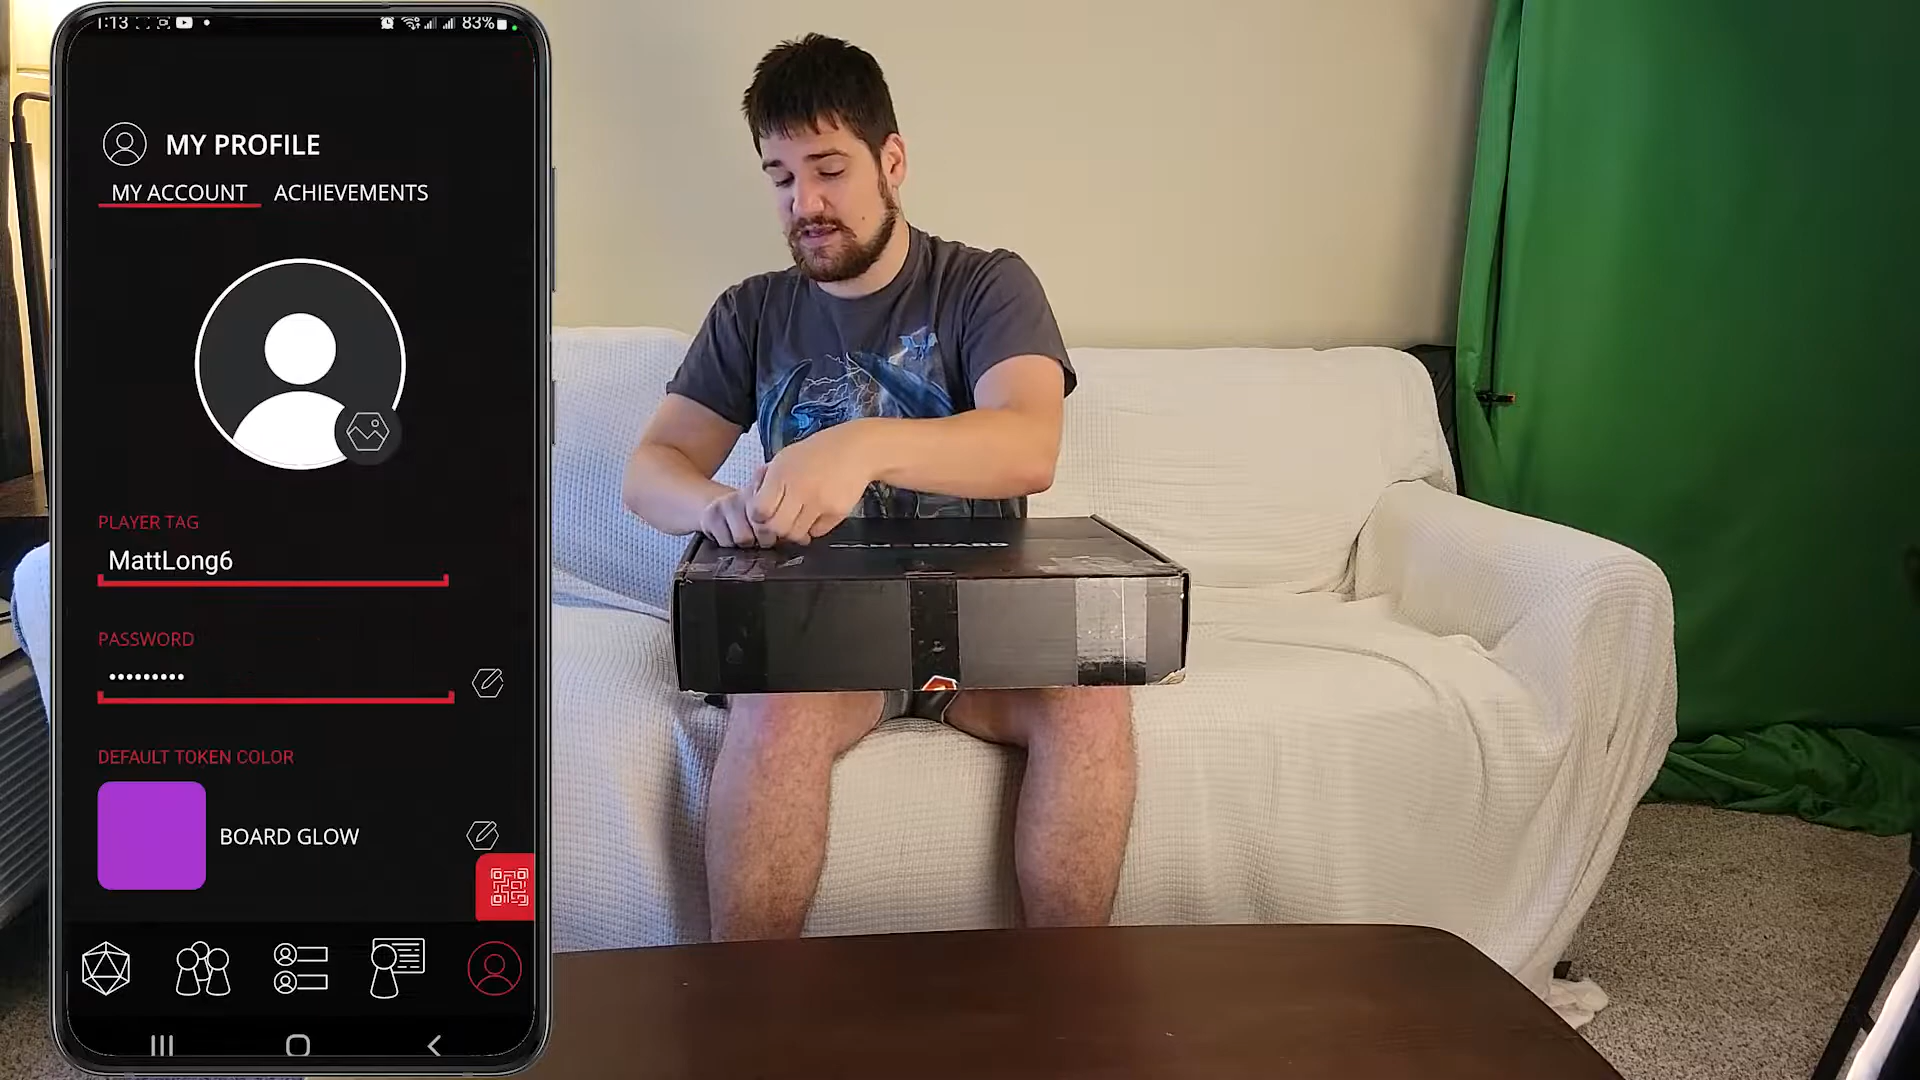 1:13 83%
MY PROFILE
MY ACCOUNT ACHIEVEMENTS
PLAYER TAG
MattLong6
PASSWORD
•••••••••
DEFAULT TOKEN COLOR
BOARD GLOW